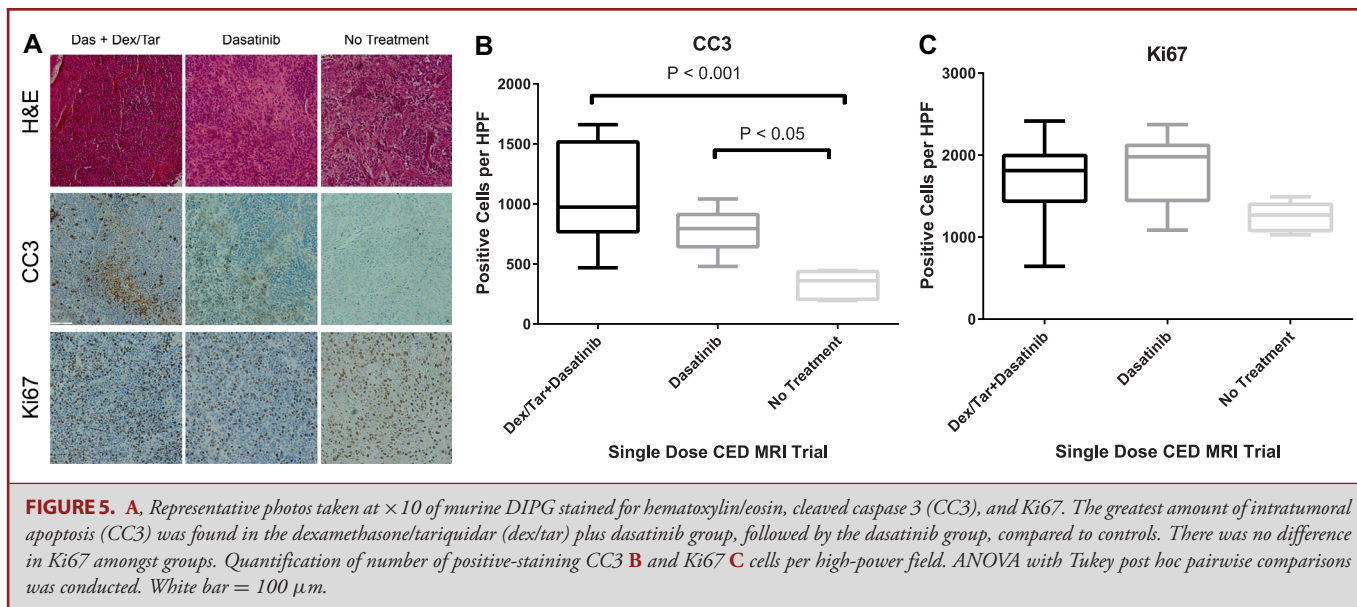 A
Das + Dex/Tar
Dasatinib
No Treatment
H&E
CC3
Ki67
B
CC3
P < 0.001
P < 0.05
Positive Cells per HPF
2000
1500
1000
500
0
Dex/Tar+Dasatinib
Dasatinib
No Treatment
Single Dose CED MRI Trial
C
Ki67
Positive Cells per HPF
3000
2000
1000
0
Dex/Tar+Dasatinib
Dasatinib
No Treatment
Single Dose CED MRI Trial
FIGURE 5. A, Representative photos taken at ×10 of murine DIPG stained for hematoxylin/eosin, cleaved caspase 3 (CC3), and Ki67. The greatest amount of intratumoral
apoptosis (CC3) was found in the dexamethasone/tariquidar (dex/tar) plus dasatinib group, followed by the dasatinib group, compared to controls. There was no difference
in Ki67 amongst groups. Quantification of number of positive-staining CC3 B and Ki67 C cells per high-power field. ANOVA with Tukey post hoc pairwise comparisons
was conducted. White bar = 100 μm.